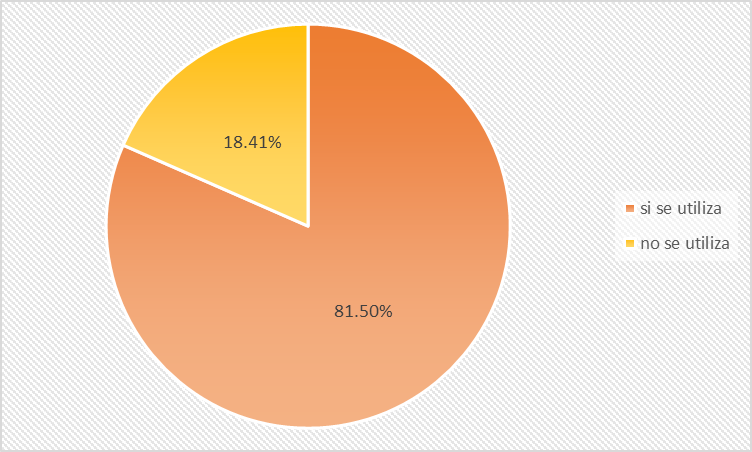 18.41%
81.50%
si se utiliza
no se utiliza